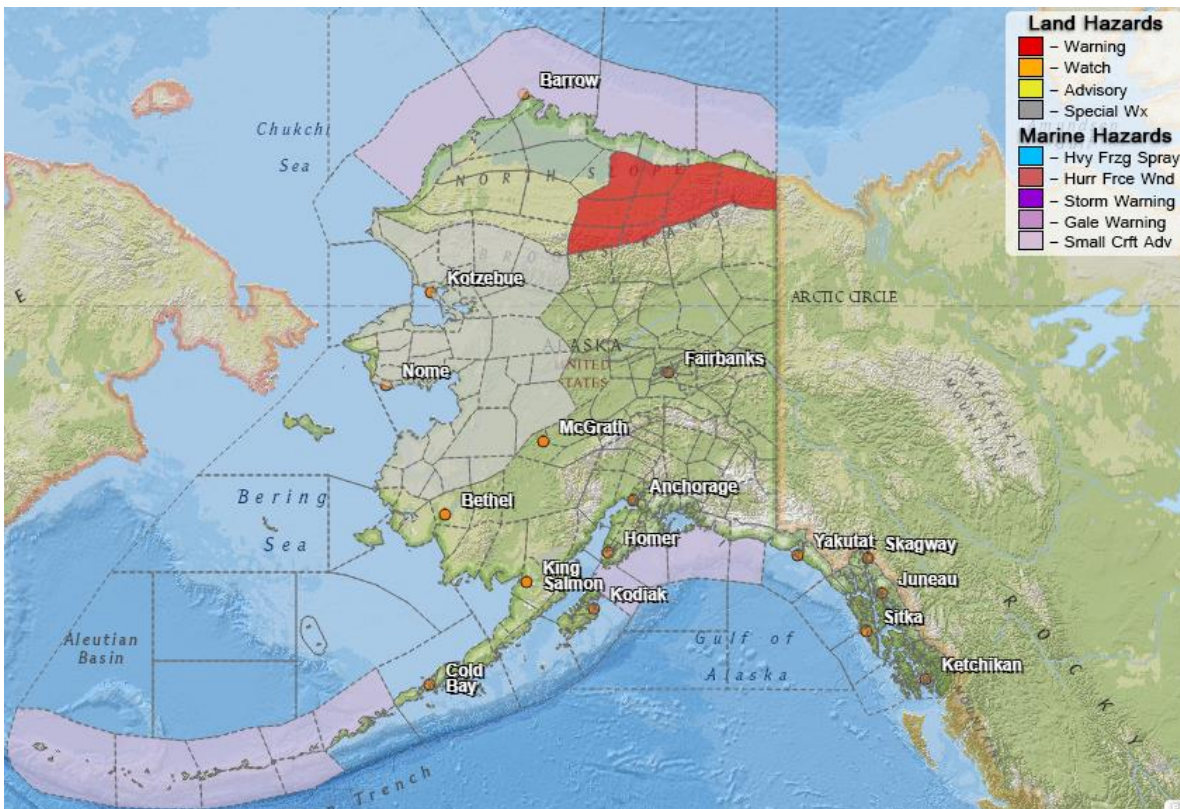 Land Hazards
– Warning
– Watch
– Advisory
– Special Wx
Marine Hazards
– Hvy Frzg Spray
– Hurr Frce Wnd
– Storm Warning
– Gale Warning
– Small Crft Adv
Barrow
Chukchi
Sea
NORTH SLOPE
Kotzebue
ARCTIC CIRCLE
E
ALASKA
UNITED
STATES
Fairbanks
Nome
MACKENZIE
MOUNTAINS
McGrath
Anchorage
Bering
Sea
Bethel
Homer
Yakutat
Skagway
King
Salmon
Juneau
Kodiak
Sitka
Aleutian
Basin
Gulf of
Alaska
Cold
Bay
Ketchikan
ROCKY
Trench